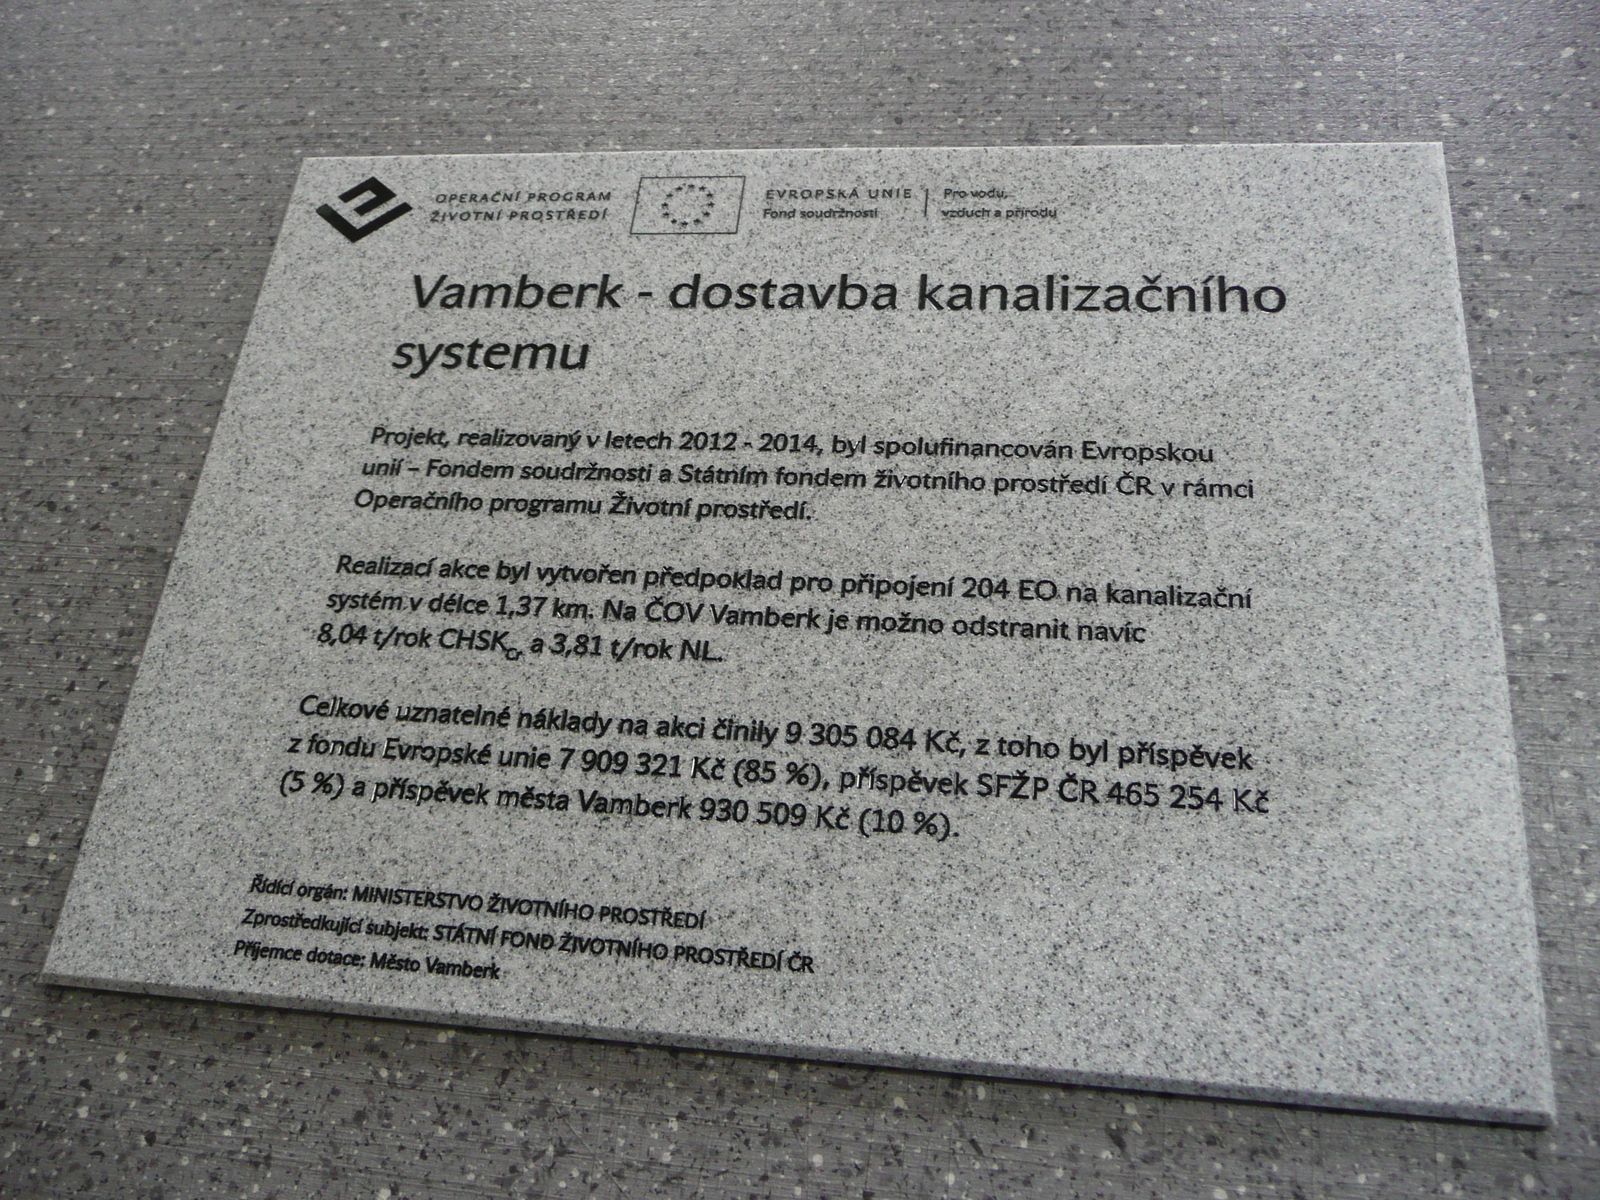 OPERAČNÍ PROGRAM
ŽIVOTNÍ PROSTŘEDÍ
EVROPSKÁ UNIE
Fond soudržnosti
Pro vodu,
vzduch a přírodu
Vamberk - dostavba kanalizačního
systemu
Projekt, realizovaný v letech 2012 - 2014, byl spolufinancován Evropskou
unií – Fondem soudržnosti a Státním fondem životního prostředí ČR v rámci
Operačního programu Životní prostředí.
Realizací akce byl vytvořen předpoklad pro připojení 204 EO na kanalizační
systém v délce 1,37 km. Na ČOV Vamberk je možno odstranit navíc
8,04 t/rok CHSKCr a 3,81 t/rok NL.
Celkové uznatelné náklady na akci činily 9 305 084 Kč, z toho byl příspěvek
z fondu Evropské unie 7 909 321 Kč (85 %), příspěvek SFŽP ČR 465 254 Kč
(5 %) a příspěvek města Vamberk 930 509 Kč (10 %).
Řídící orgán: MINISTERSTVO ŽIVOTNÍHO PROSTŘEDÍ
Zprostředkující subjekt: STÁTNÍ FOND ŽIVOTNÍHO PROSTŘEDÍ ČR
Příjemce dotace: Město Vamberk